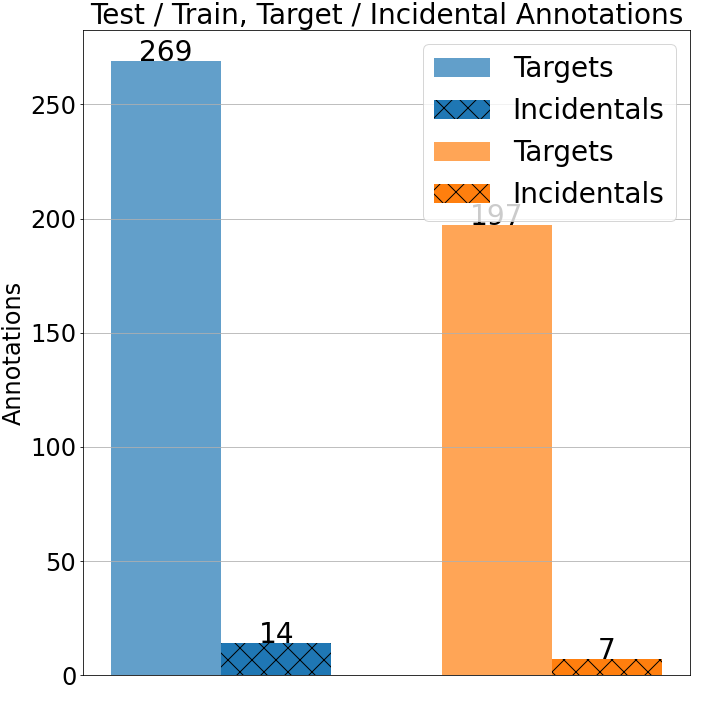 Test / Train, Target / Incidental Annotations
269
Targets
Incidentals
Targets
Incidentals
197
14
7
250
200
150
100
50
0
Annotations